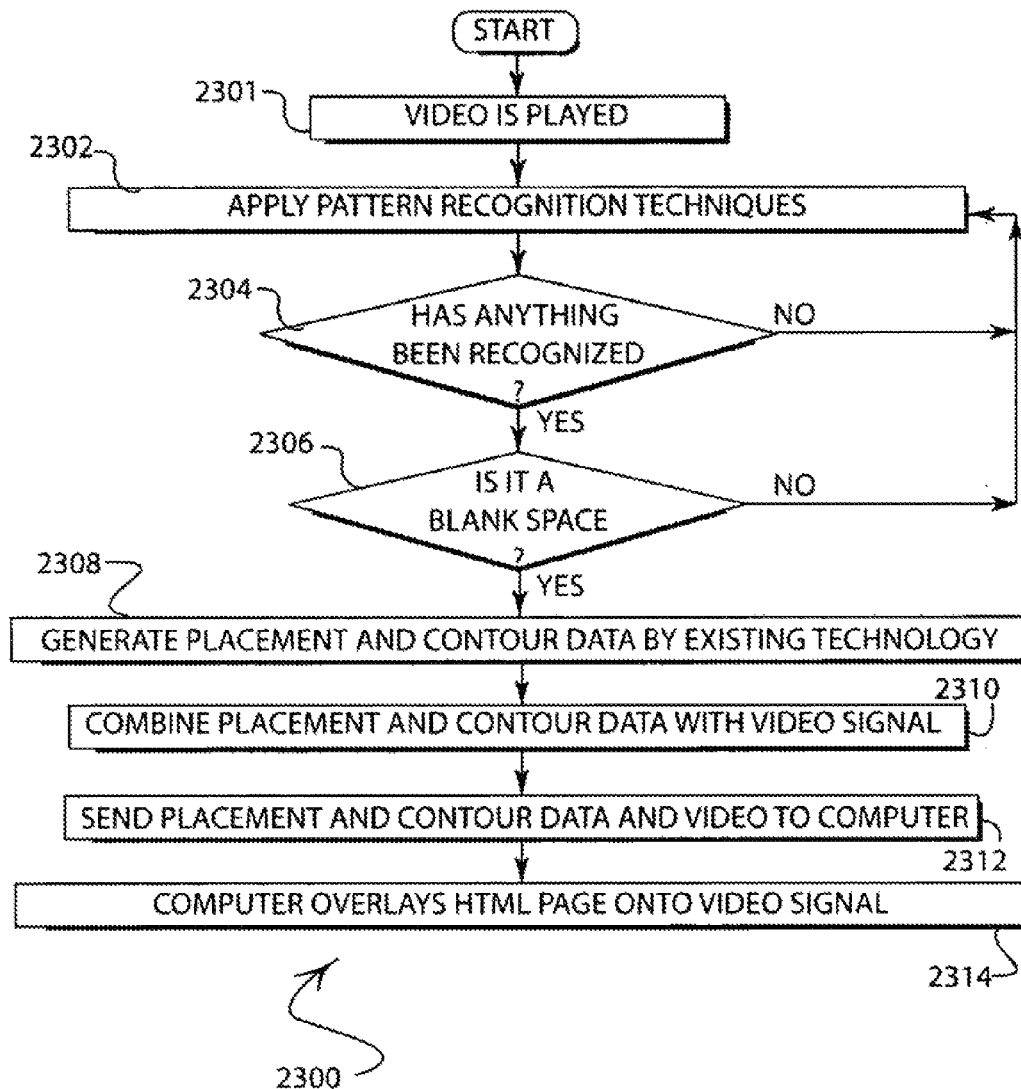 START
2301
VIDEO IS PLAYED
2302
APPLY PATTERN RECOGNITION TECHNIQUES
2304
HAS ANYTHING
BEEN RECOGNIZED
?
NO
YES
2306
IS IT A
BLANK SPACE
?
NO
YES
2308
GENERATE PLACEMENT AND CONTOUR DATA BY EXISTING TECHNOLOGY
2310
COMBINE PLACEMENT AND CONTOUR DATA WITH VIDEO SIGNAL
SEND PLACEMENT AND CONTOUR DATA AND VIDEO TO COMPUTER
2312
COMPUTER OVERLAYS HTML PAGE ONTO VIDEO SIGNAL
2314
2300